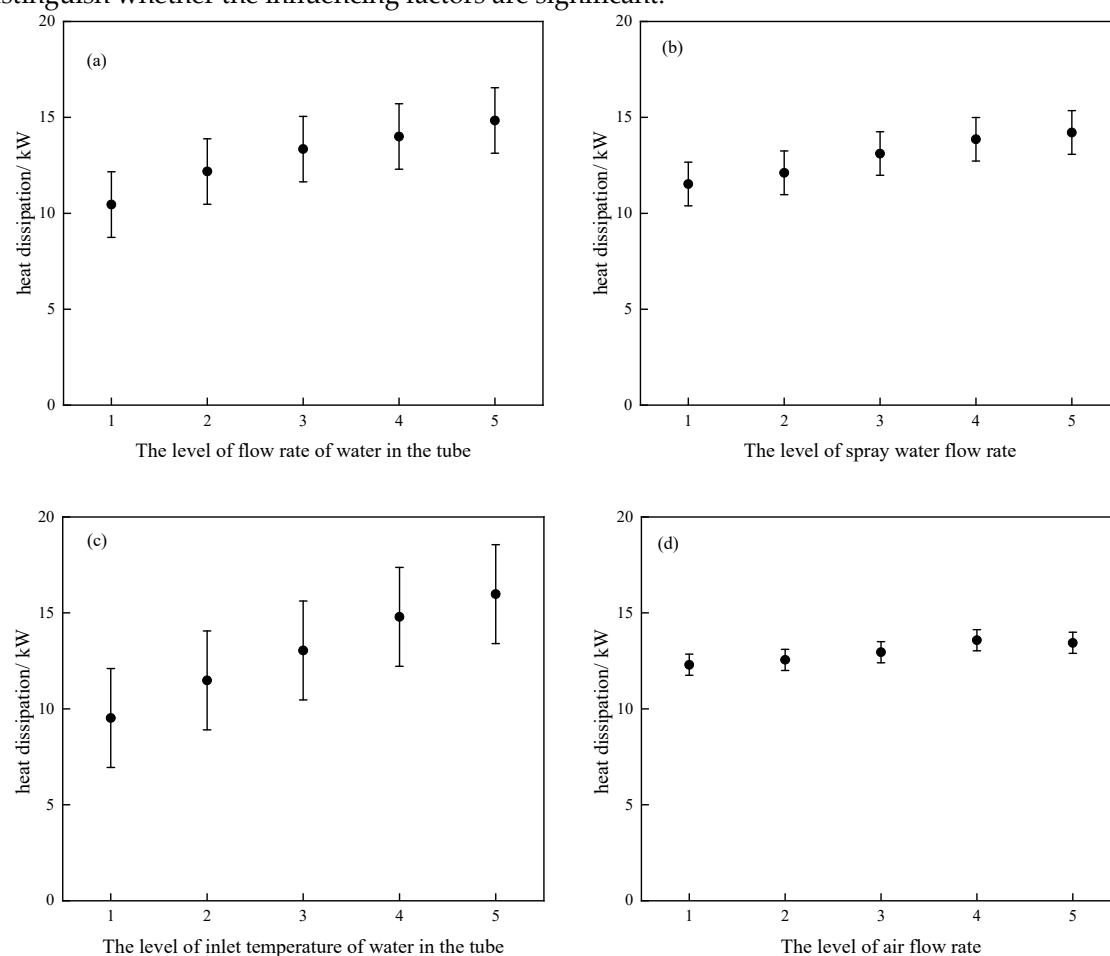 stinguish whether the influencing factors are significant.
(a)
20
15
10
5
0
heat dissipation/ kW
1 2 3 4 5
The level of flow rate of water in the tube
(b)
20
15
10
5
0
heat dissipation/ kW
1 2 3 4 5
The level of spray water flow rate
(c)
20
15
10
5
0
heat dissipation/ kW
1 2 3 4 5
The level of inlet temperature of water in the tube
(d)
20
15
10
5
0
heat dissipation/ kW
1 2 3 4 5
The level of air flow rate